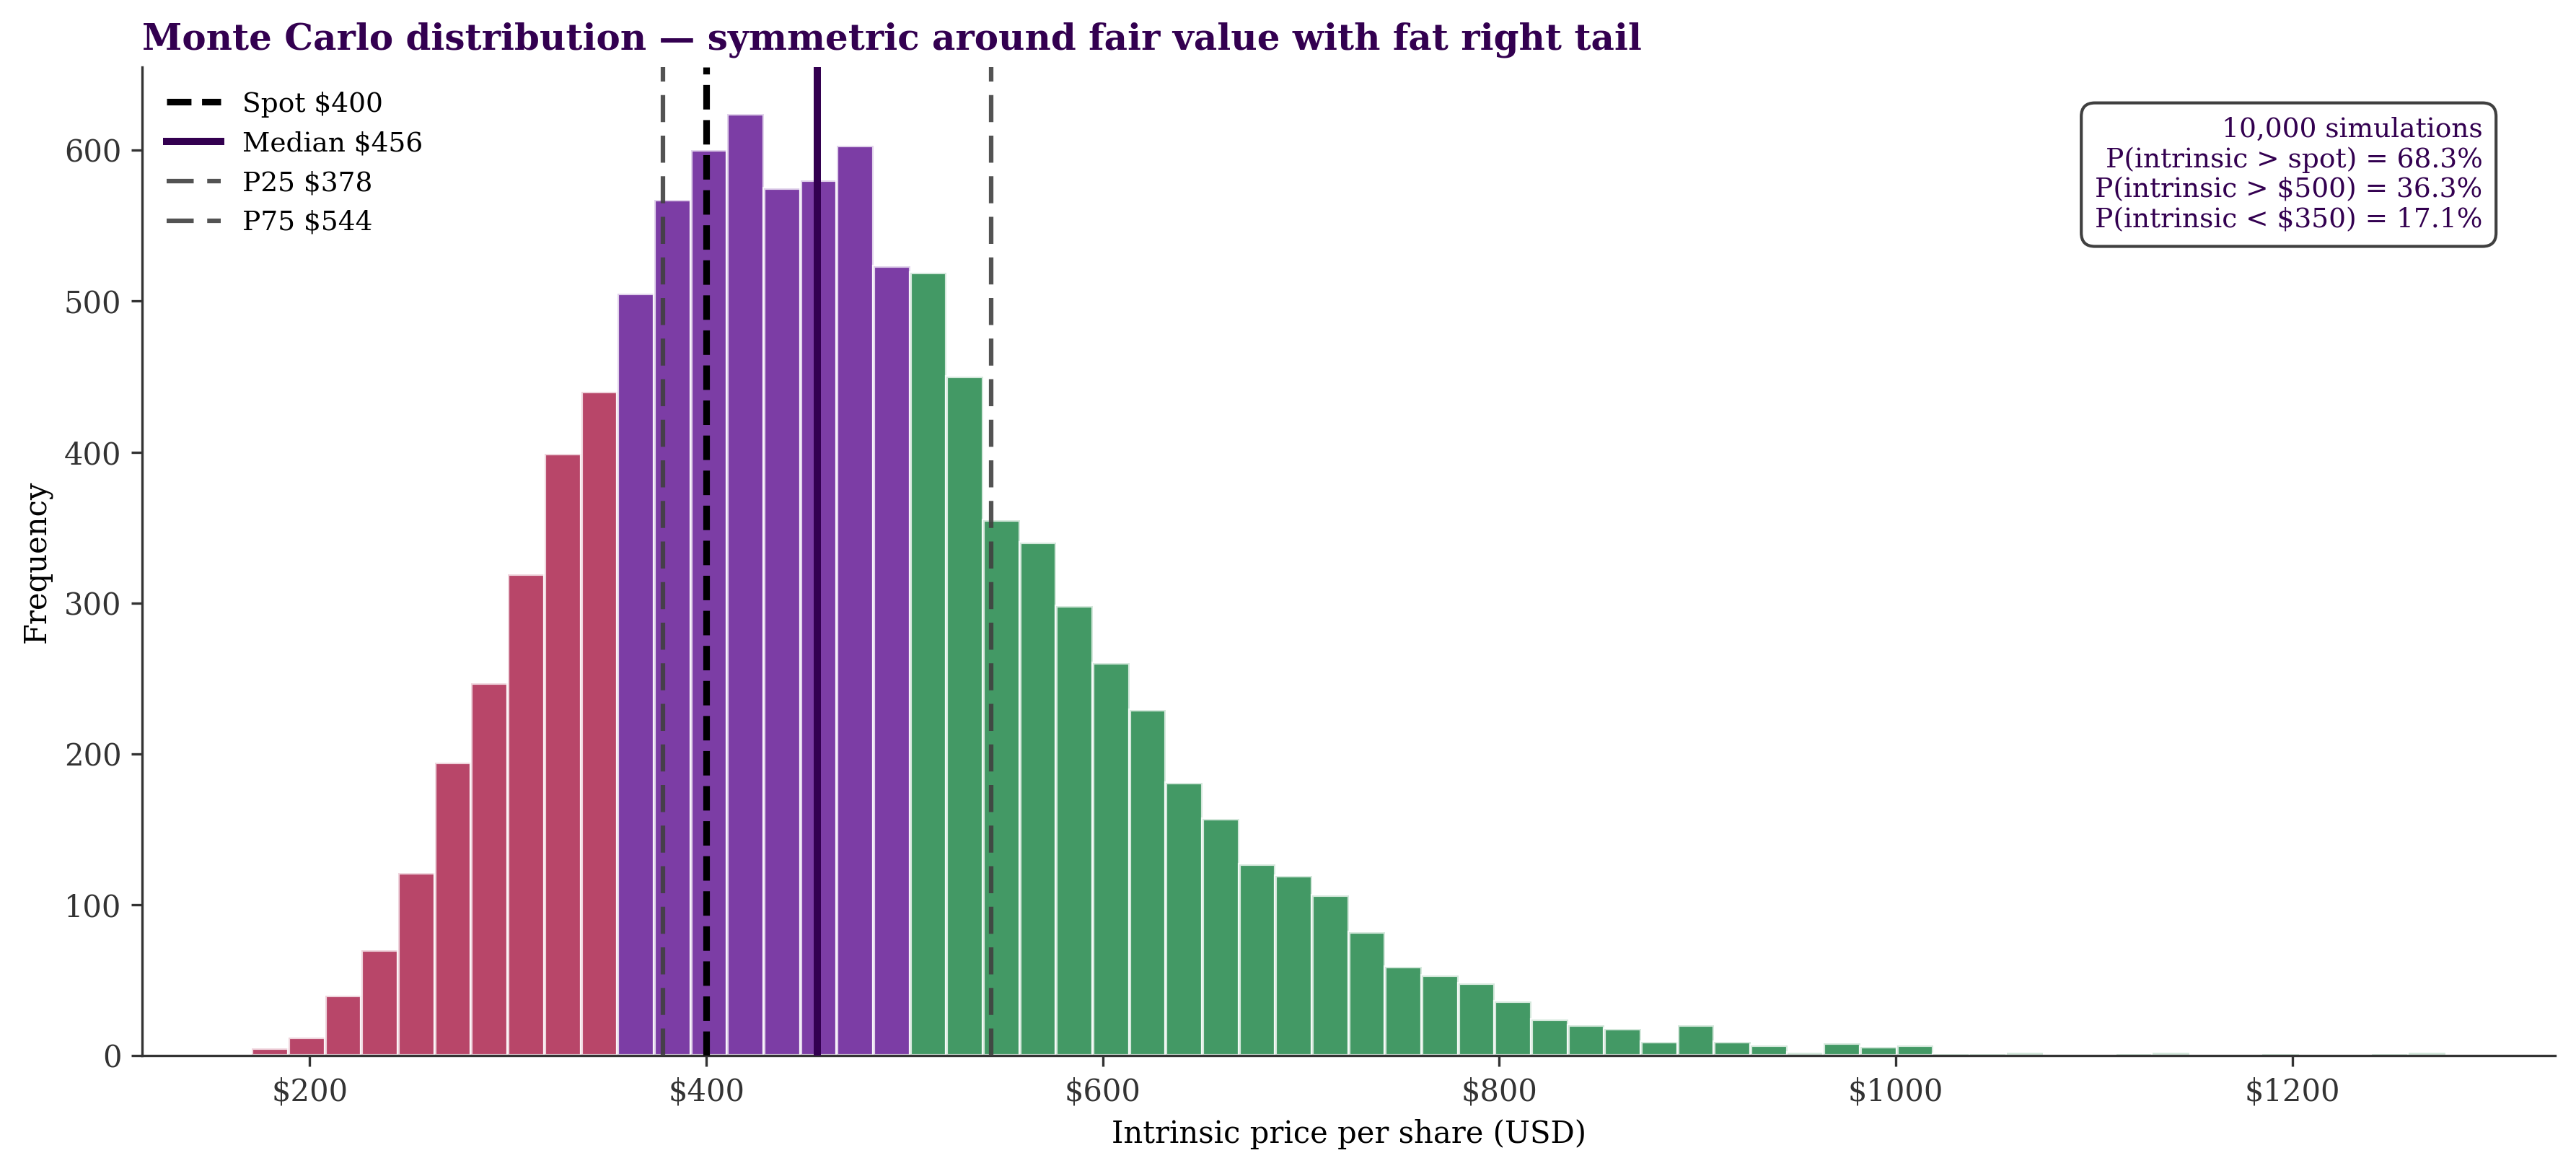 Monte Carlo distribution — symmetric around fair value with fat right tail
Spot $400
Median $456
P25 $378
P75 $544
10,000 simulations
P(intrinsic > spot) = 68.3%
P(intrinsic > $500) = 36.3%
P(intrinsic < $350) = 17.1%
Frequency
600
500
400
300
200
100
0
$200
$400
$600
$800
$1000
$1200
Intrinsic price per share (USD)